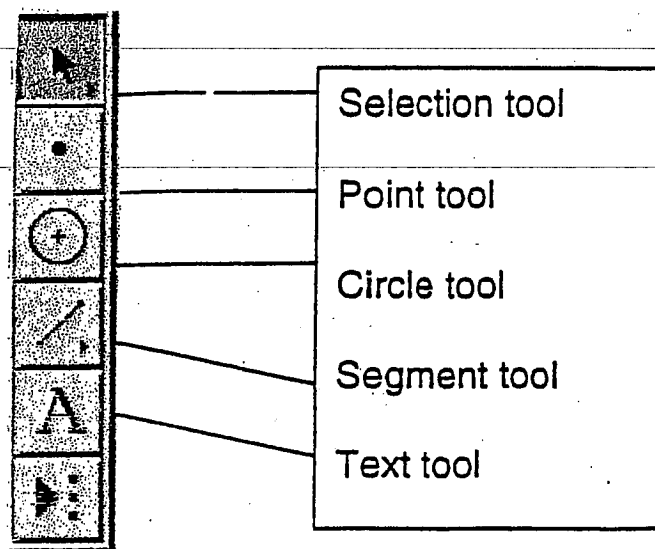 Selection tool
Point tool
Circle tool
Segment tool
A
Text tool